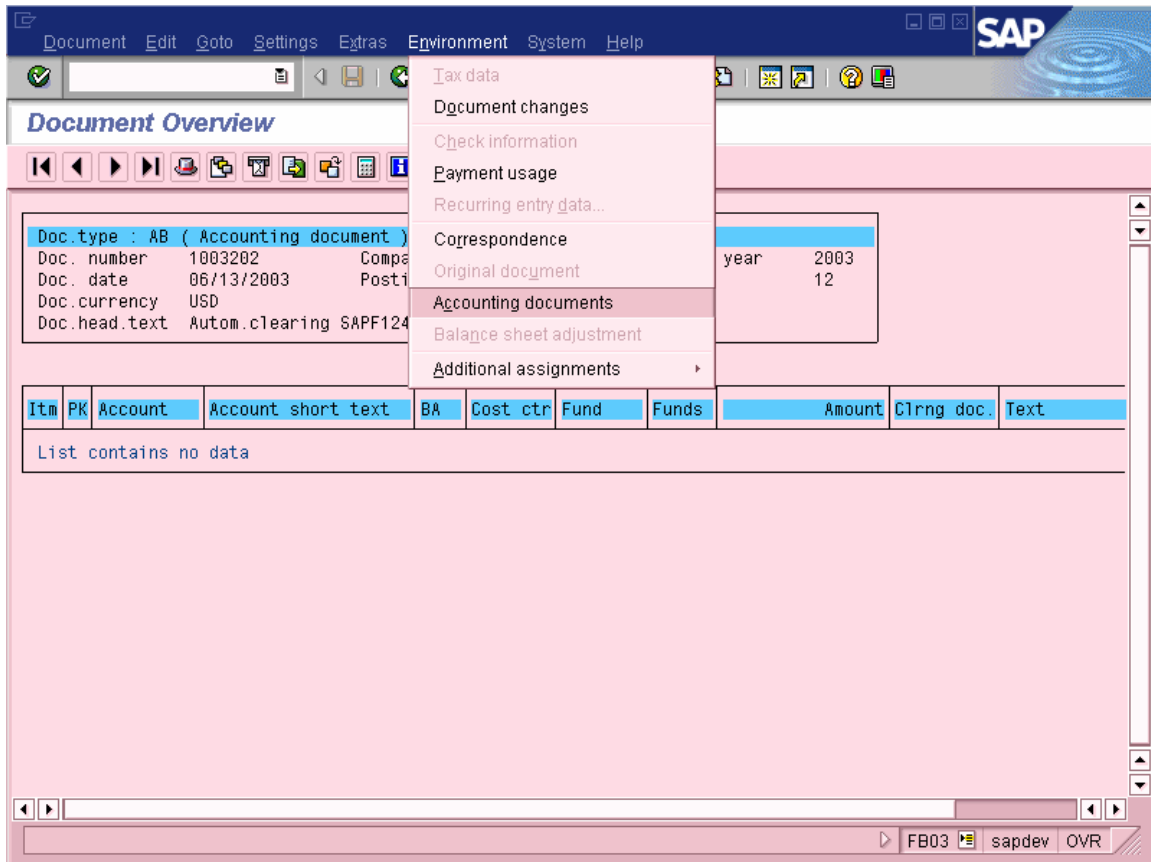 Document Edit Goto Settings Extras Environment System Help
SAP
Tax data
Document changes
Check information
Payment usage
Recurring entry data...
Correspondence
Original document
Accounting documents
Balance sheet adjustment
Additional assignments
Document Overview
Doc.type : AB ( Accounting document )
Doc. number 1003202 Compa year 2003
Doc. date 06/13/2003 Posti 12
Doc.currency USD
Doc.head.text Autom.clearing SAPF124
Itm PK Account Account short text BA Cost ctr Fund Funds Amount Clrng doc. Text
List contains no data
FB03 sapdev OVR